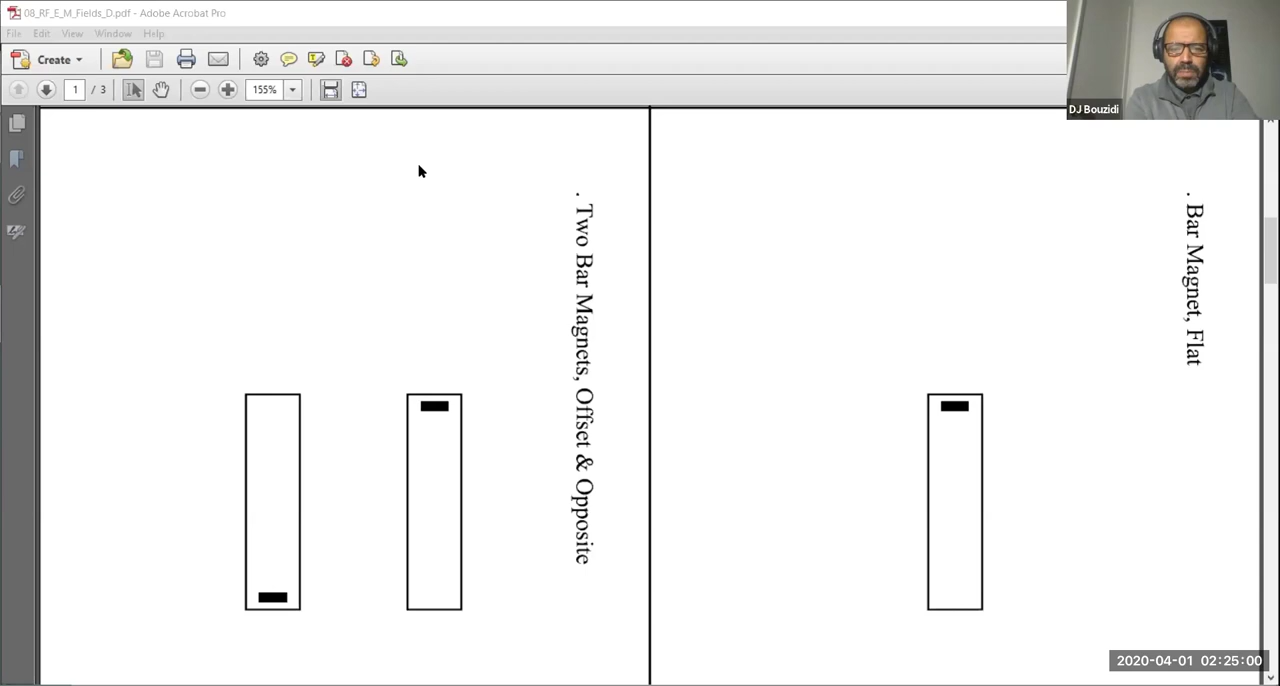 08_RF_E_M_Fields_D.pdf - Adobe Acrobat Pro
File Edit View Window Help
Create
1 / 3 155%
DJ Bouzidi
. Two Bar Magnets, Offset & Opposite
. Bar Magnet, Flat
2020-04-01 02:25:00